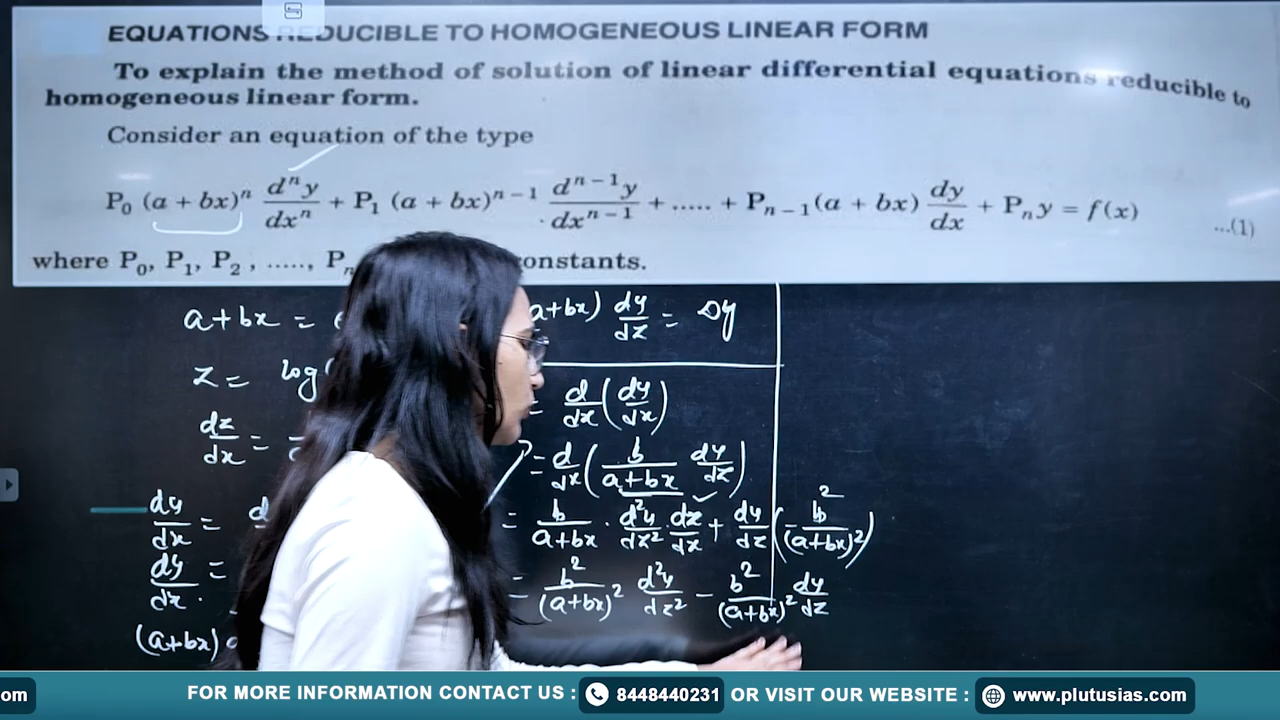 EQUATIONS REDUCIBLE TO HOMOGENEOUS LINEAR FORM
To explain the method of solution of linear differential equations reducible to
homogeneous linear form.
Consider an equation of the type
P₀ (a + bx)ⁿ dⁿy/dxⁿ + P₁ (a + bx)ⁿ⁻¹ dⁿ⁻¹y/dxⁿ⁻¹ + ..... + Pₙ₋₁(a + bx) dy/dx + Pₙy = f(x) ...(1)
where P₀, P₁, P₂, ....., Pₙ constants.
a+bx =
a+bx) dy/dz = Dy
z = log(
= d/dx (dy/dx)
dz/dx =
= d/dx (b/(a+bx) dy/dz)
dy/dx = d
= b/(a+bx) · d²y/dz² · dz/dx + dy/dz (-b²/(a+bx)²)
dy/dx =
= b²/(a+bx)² d²y/dz² - b²/(a+bx)² dy/dz
(a+bx)
om
FOR MORE INFORMATION CONTACT US : 8448440231 OR VISIT OUR WEBSITE : www.plutusias.com